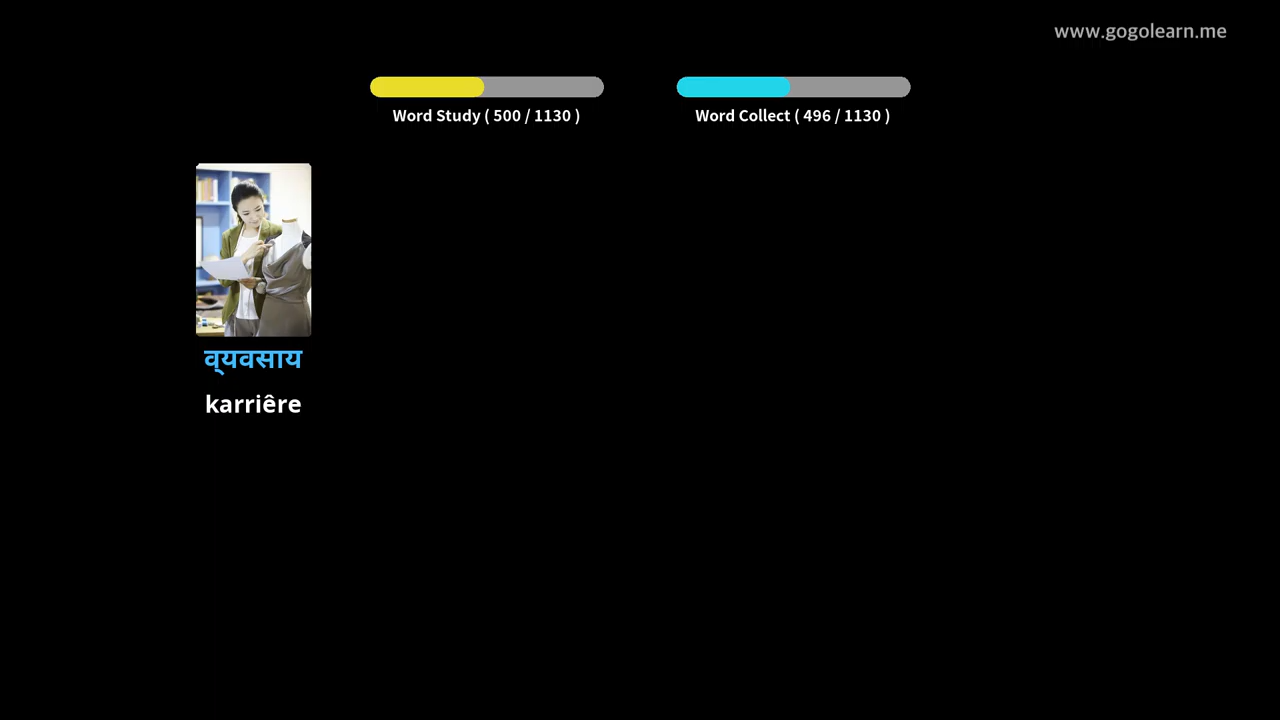 www.gogolearn.me
Word Study ( 500 / 1130 )
Word Collect ( 496 / 1130 )
व्यवसाय
karriêre